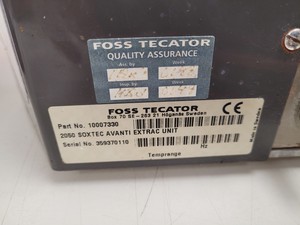 FOSS TECATOR
QUALITY ASSURANCE
FOSS TECATOR
Box 70 SE-263 21 Höganäs Sweden
Part No. 10007330
2050 SOXTEC AVANTI EXTRAC UNIT
Serial No. 359370110
Hz
Temprange